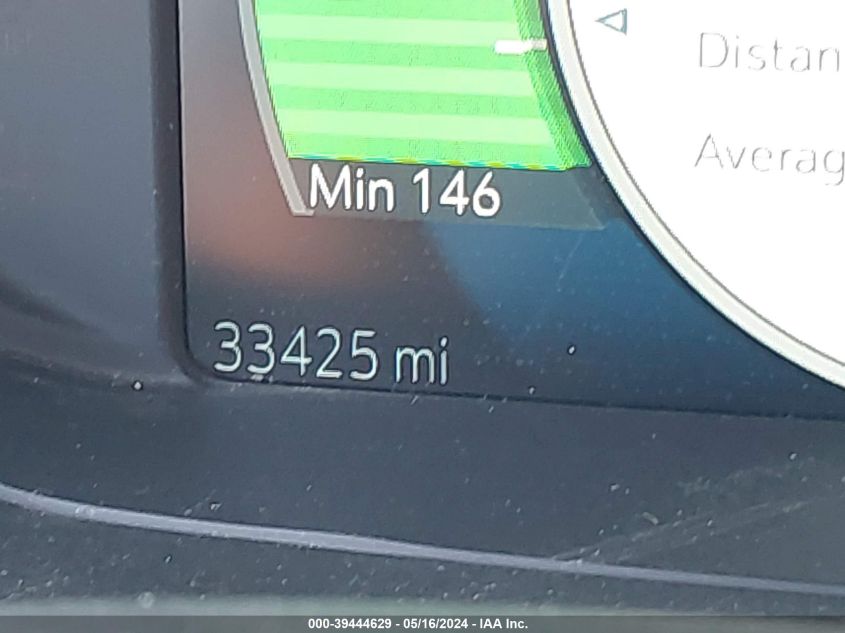 Distan
Averag
Min 146
33425 mi
000-39444629 - 05/16/2024 - IAA Inc.